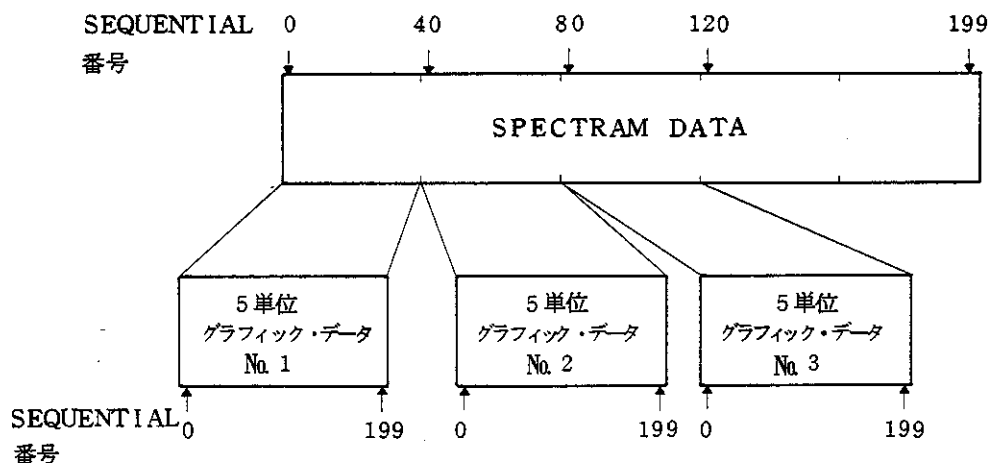 SEQUENTIAL 0 40 80 120 199
番号
SPECTRAM DATA
5単位
グラフィック・データ
No. 1
5単位
グラフィック・データ
No. 2
5単位
グラフィック・データ
No. 3
SEQUENTIAL 0 199 0 199 0 199
番号